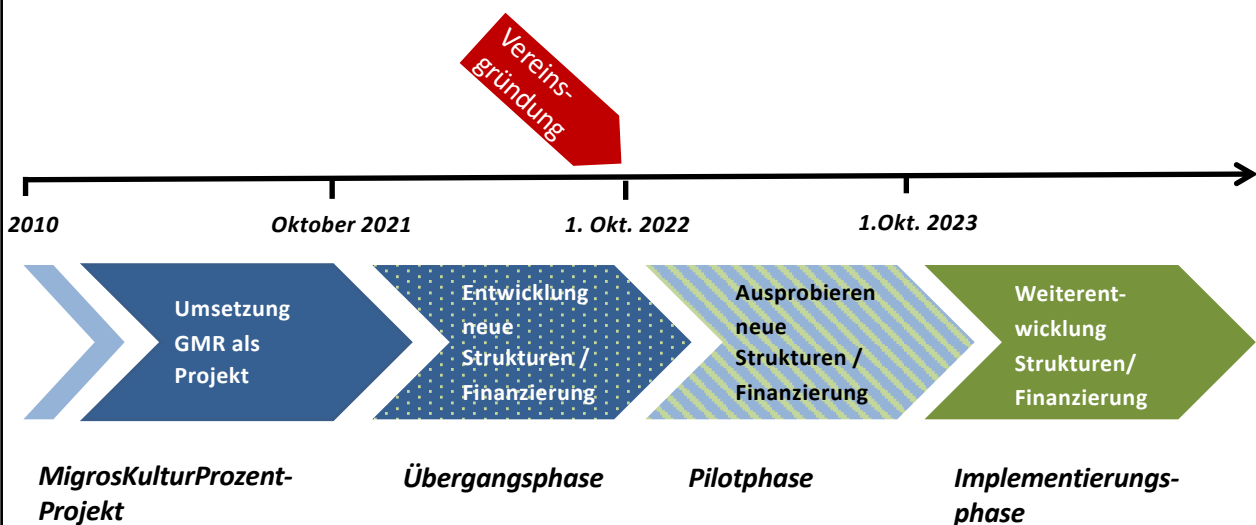 Vereins-
gründung
2010
Oktober 2021
1. Okt. 2022
1.Okt. 2023
Umsetzung
GMR als
Projekt
Entwicklung
neue
Strukturen /
Finanzierung
Ausprobieren
neue
Strukturen /
Finanzierung
Weiterent-
wicklung
Strukturen/
Finanzierung
MigrosKulturProzent-
Projekt
Übergangsphase
Pilotphase
Implementierungs-
phase